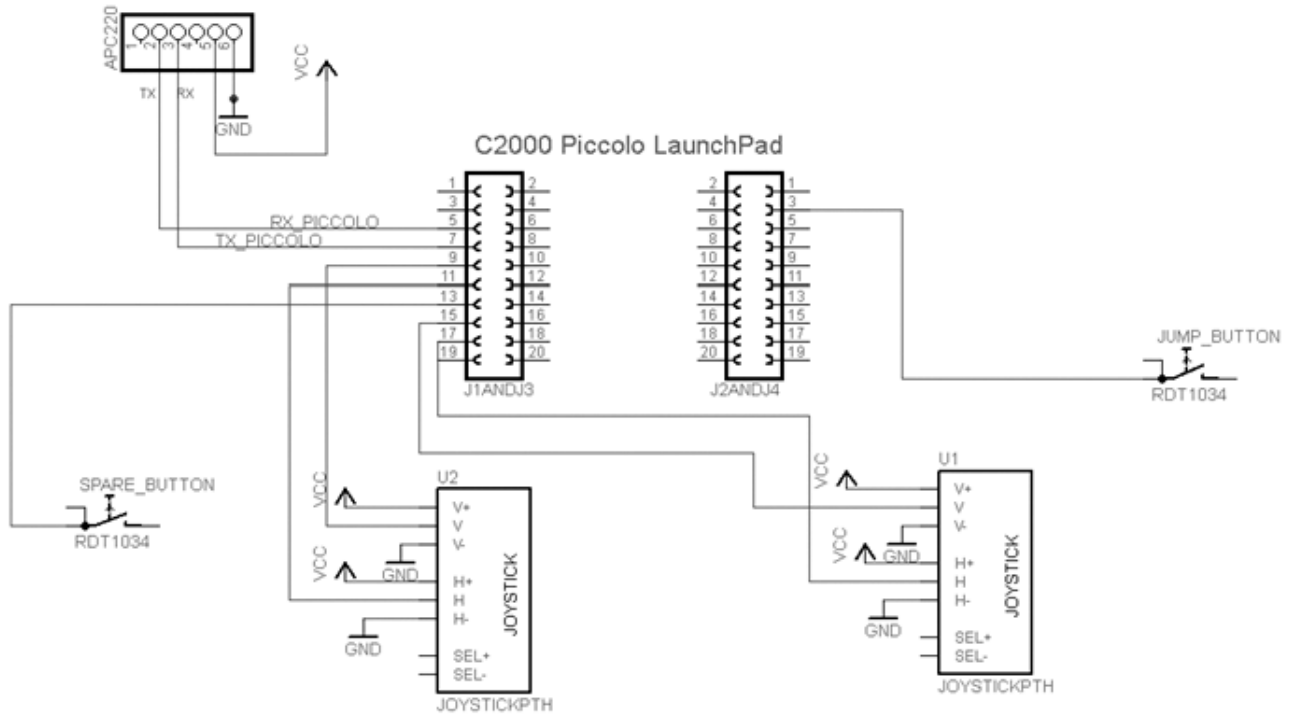 APC220
1
2
3
4
5
6
TX
RX
GND
VCC
C2000 Piccolo LaunchPad
RX_PICCOLO
TX_PICCOLO
1 2
3 4
5 6
7 8
9 10
11 12
13 14
15 16
17 18
19 20
J1ANDJ3
2 1
4 3
6 5
8 7
10 9
12 11
14 13
16 15
18 17
20 19
J2ANDJ4
JUMP_BUTTON
RDT1034
SPARE_BUTTON
RDT1034
U2
VCC
V+
V
V-
GND
VCC
H+
H
H-
GND
SEL+
SEL-
JOYSTICK
JOYSTICKPTH
U1
VCC
V+
V
V-
GND
VCC
H+
H
H-
GND
SEL+
SEL-
JOYSTICK
JOYSTICKPTH